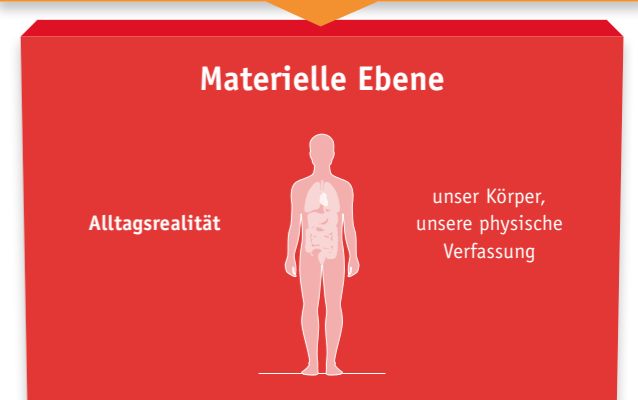 Materielle Ebene
Alltagsrealität
unser Körper,
unsere physische
Verfassung